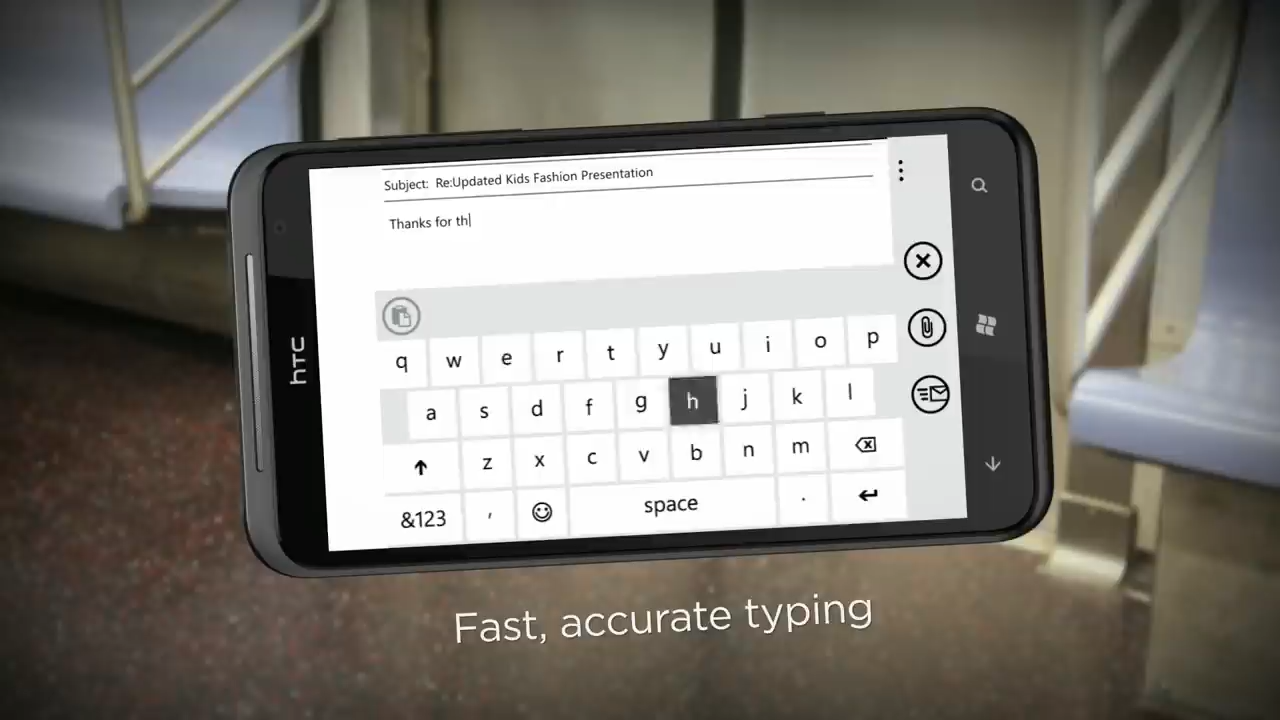 Subject: Re:Updated Kids Fashion Presentation
Thanks for th
hTC
q w e r t y u i o p
a s d f g h j k l
z x c v b n m
&123 , space .
Fast, accurate typing